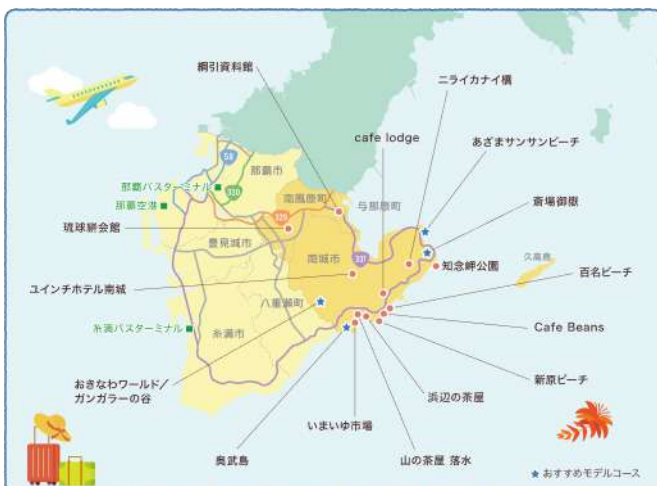 綱引資料館
ニライカナイ橋
cafe lodge
あざまサンサンビーチ
58
那覇市
那覇バスターミナル
330
那覇空港
南風原町
与那原町
斎場御嶽
329
琉球絣会館
豊見城市
久高島
南城市
331
知念岬公園
百名ビーチ
ユインチホテル南城
八重瀬町
Cafe Beans
糸満バスターミナル
糸満市
新原ビーチ
おきなわワールド/
ガンガラーの谷
浜辺の茶屋
いまいゆ市場
奥武島
山の茶屋 落水
★ おすすめモデルコース